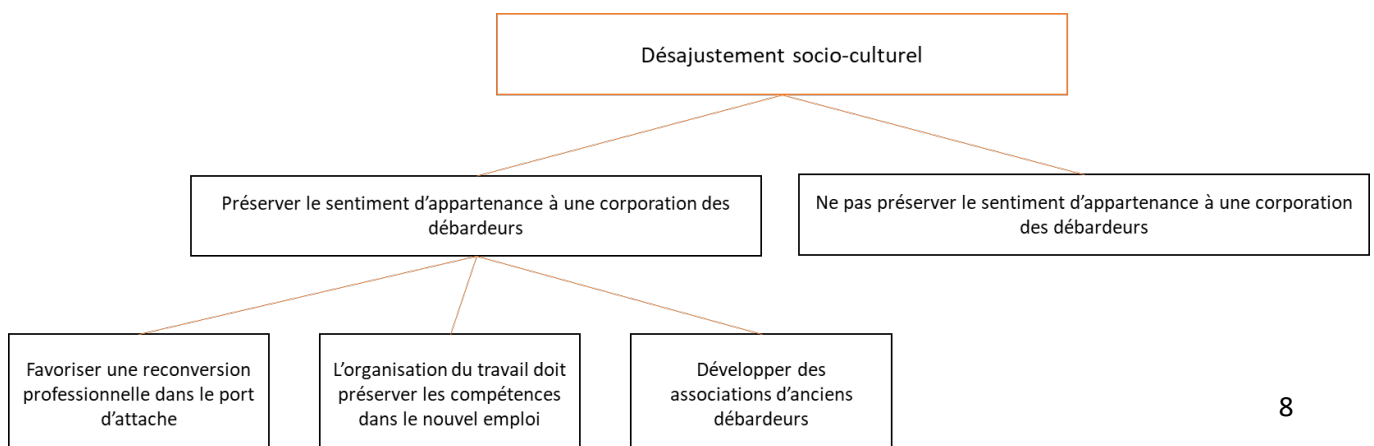 Désajustement socio-culturel
Préserver le sentiment d’appartenance à une corporation des
débardeurs
Ne pas préserver le sentiment d’appartenance à une corporation
des débardeurs
Favoriser une reconversion
professionnelle dans le port
d’attache
L’organisation du travail doit
préserver les compétences
dans le nouvel emploi
Développer des
associations d’anciens
débardeurs
8